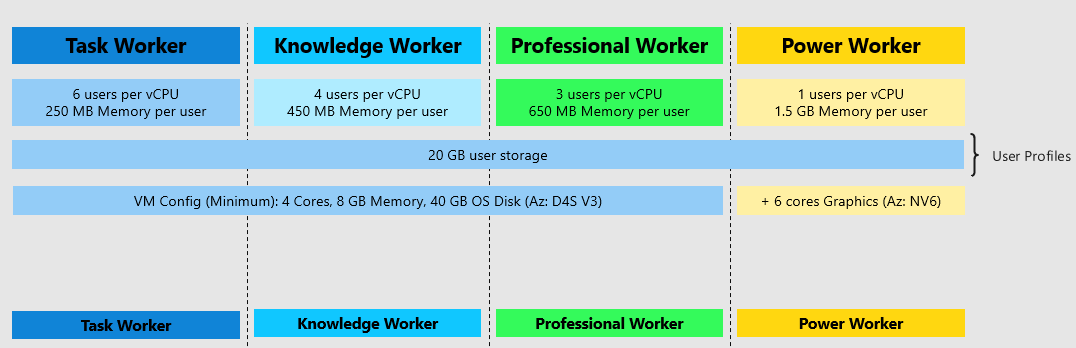 Task Worker
Knowledge Worker
Professional Worker
Power Worker
6 users per vCPU
250 MB Memory per user
4 users per vCPU
450 MB Memory per user
3 users per vCPU
650 MB Memory per user
1 users per vCPU
1.5 GB Memory per user
20 GB user storage
User Profiles
VM Config (Minimum): 4 Cores, 8 GB Memory, 40 GB OS Disk (Az: D4S V3)
+ 6 cores Graphics (Az: NV6)
Task Worker
Knowledge Worker
Professional Worker
Power Worker